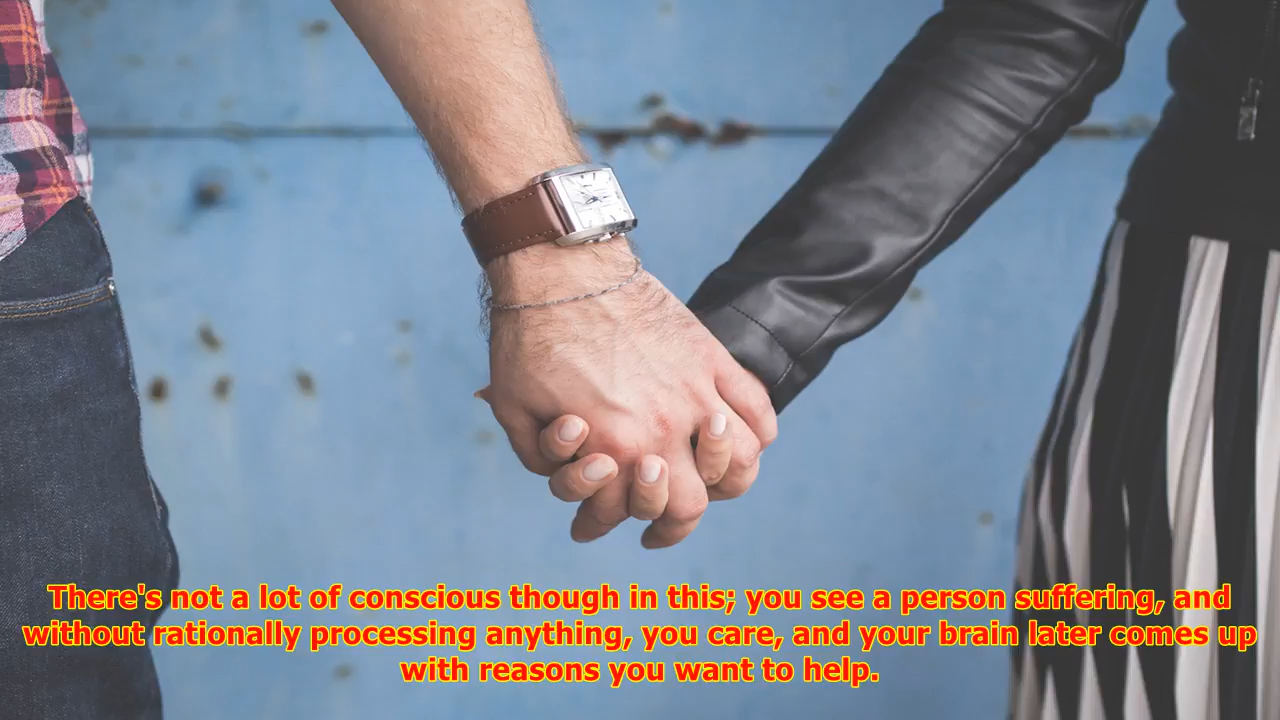 There's not a lot of conscious though in this; you see a person suffering, and
without rationally processing anything, you care, and your brain later comes up
with reasons you want to help.